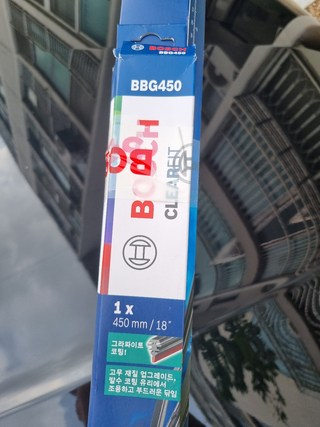 BOSCH
BBG450
BBG450
BOSCH
CLEARFIT
1 x
450 mm / 18"
그라파이트
코팅!
고무 재질 업그레이드,
발수 코팅 유리에서
조용하고 부드러운 닦임